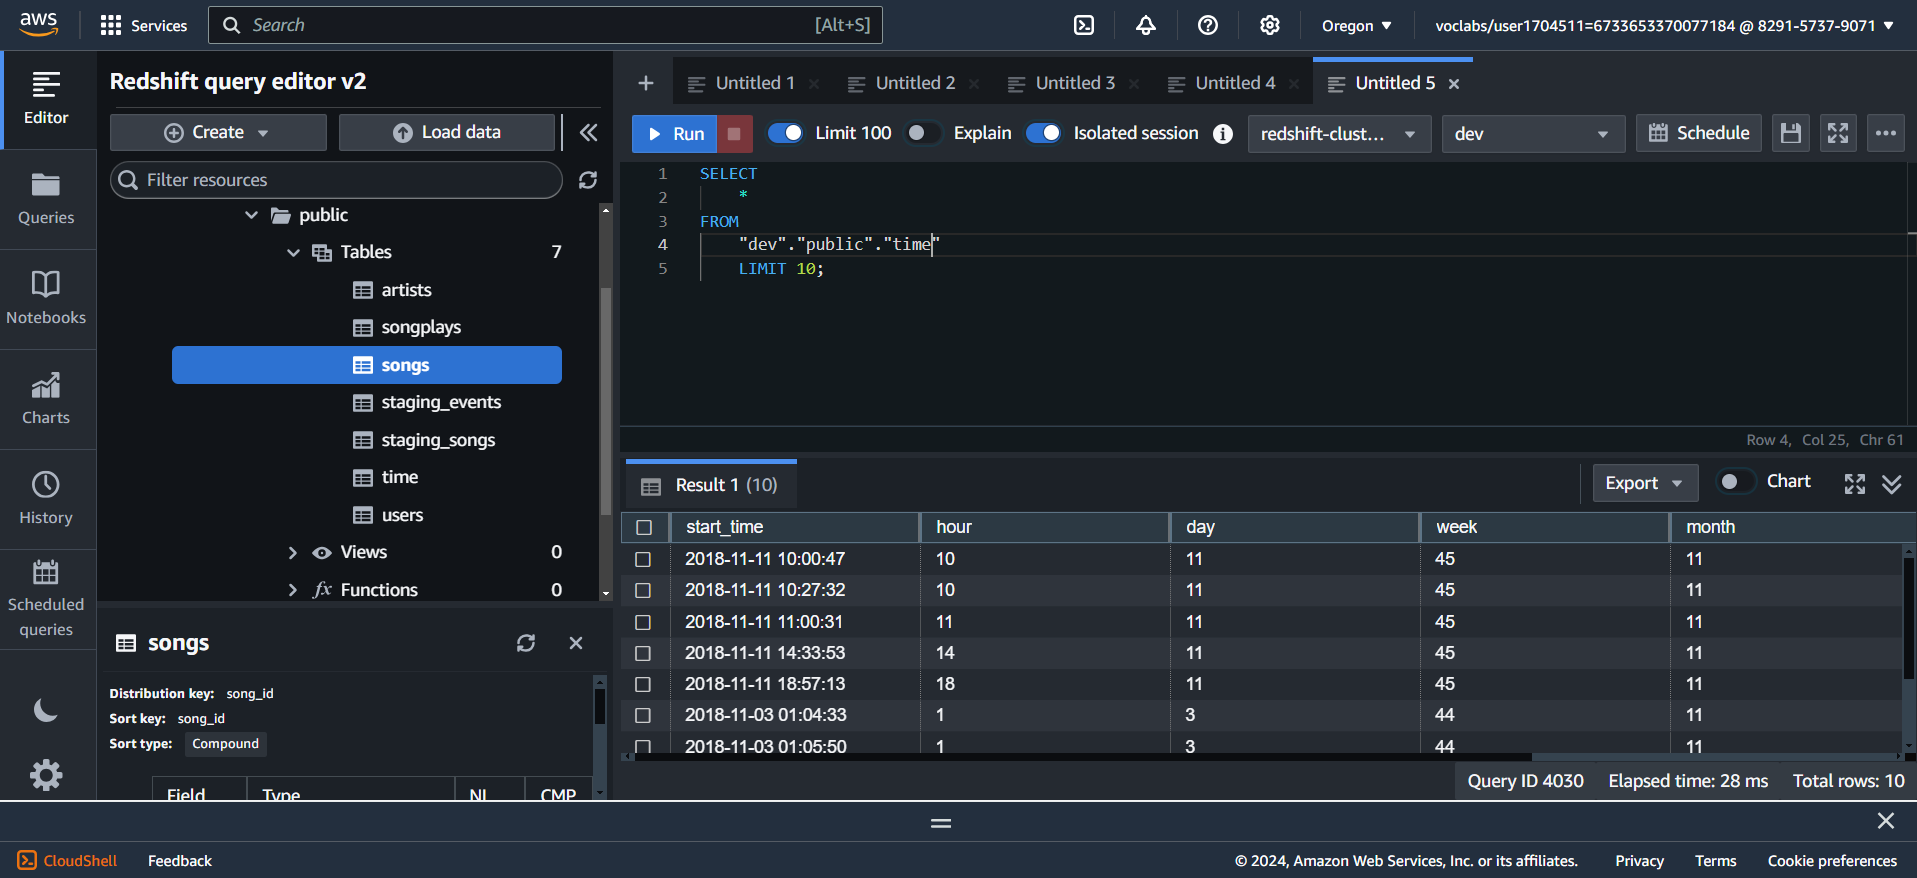 aws
Services
Search
[Alt+S]
Oregon
voclabs/user1704511=6733653370077184 @ 8291-5737-9071
Editor
Queries
Notebooks
Charts
History
Scheduled
queries
Redshift query editor v2
Create
Load data
Filter resources
public
Tables 7
artists
songplays
songs
staging_events
staging_songs
time
users
Views 0
fx Functions 0
songs
Distribution key: song_id
Sort key: song_id
Sort type: Compound
Field Type NL CMP
+ Untitled 1 Untitled 2 Untitled 3 Untitled 4 Untitled 5
Run Limit 100 Explain Isolated session redshift-clust... dev Schedule
1 SELECT
2 *
3 FROM
4 "dev"."public"."time"
5 LIMIT 10;
Row 4, Col 25, Chr 61
Result 1 (10)
Export
Chart
start_time hour day week month
2018-11-11 10:00:47 10 11 45 11
2018-11-11 10:27:32 10 11 45 11
2018-11-11 11:00:31 11 11 45 11
2018-11-11 14:33:53 14 11 45 11
2018-11-11 18:57:13 18 11 45 11
2018-11-03 01:04:33 1 3 44 11
2018-11-03 01:05:50 1 3 44 11
Query ID 4030 Elapsed time: 28 ms Total rows: 10
CloudShell Feedback
© 2024, Amazon Web Services, Inc. or its affiliates. Privacy Terms Cookie preferences